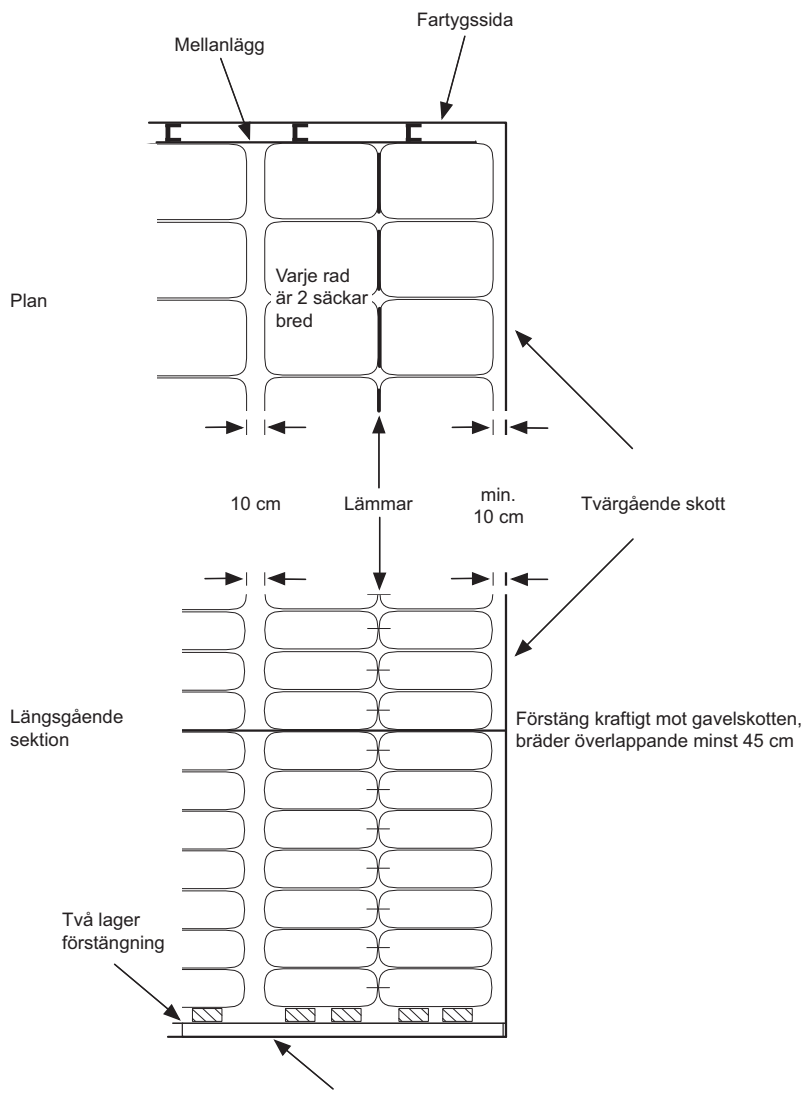 Fartygssida
Mellanlägg
Varje rad
är 2 säckar
bred
Plan
10 cm
Lämmar
min.
10 cm
Tvärgående skott
Längsgående
sektion
Förstäng kraftigt mot gavelskotten,
bräder överlappande minst 45 cm
Två lager
förstängning